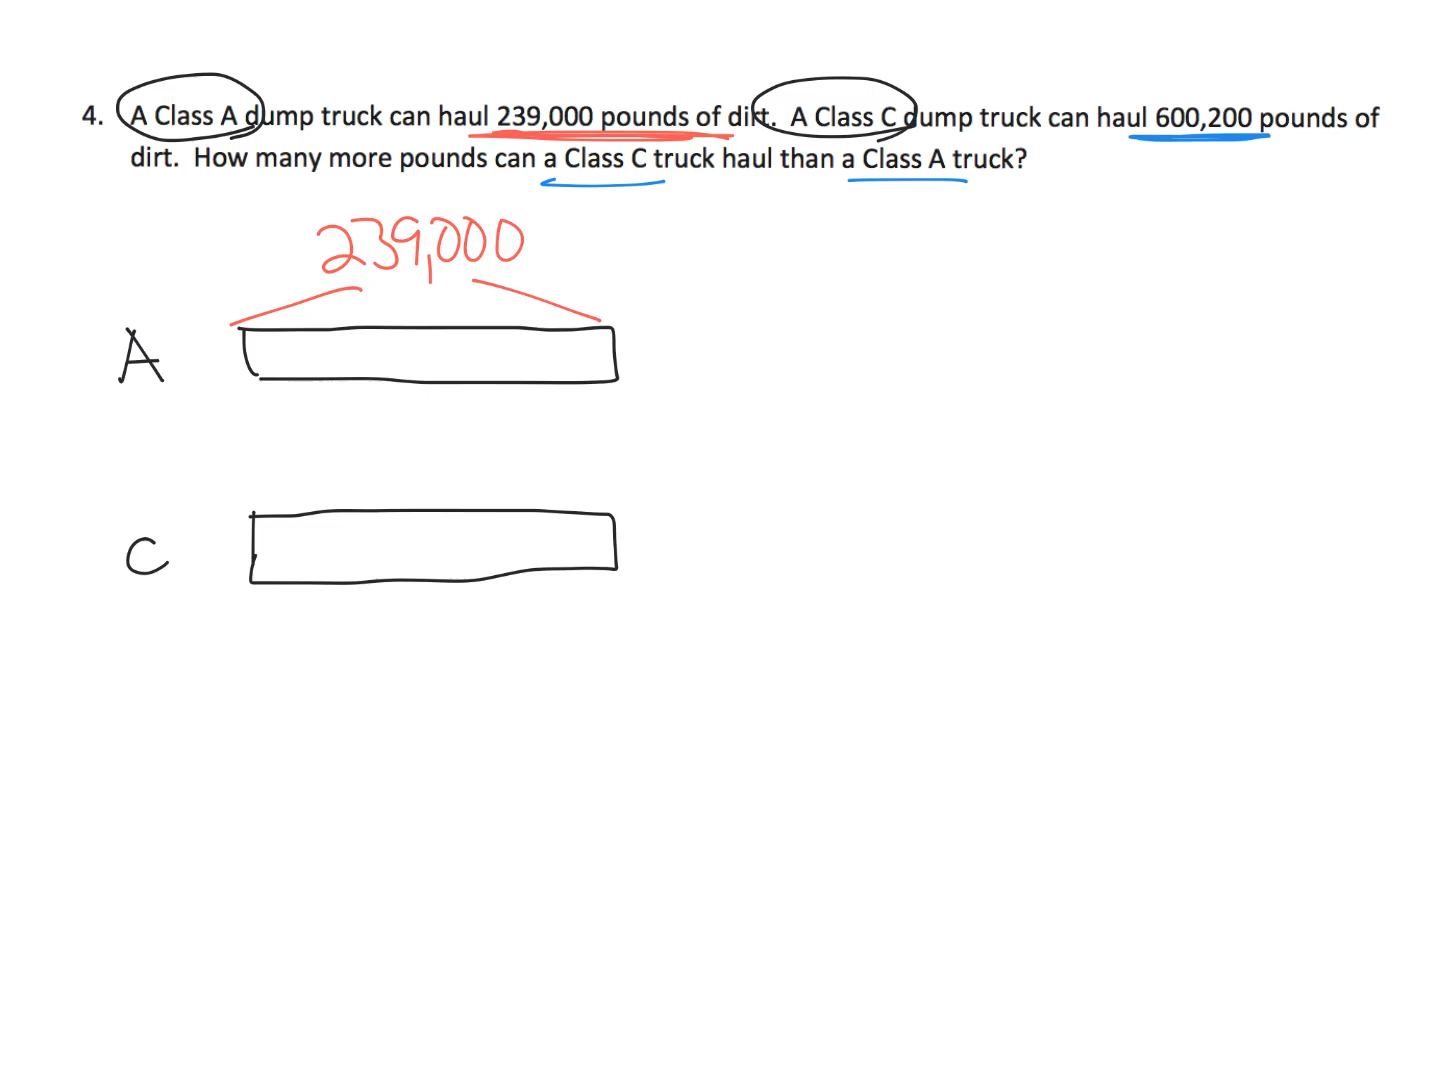 4. A Class A dump truck can haul 239,000 pounds of dirt. A Class C dump truck can haul 600,200 pounds of
dirt. How many more pounds can a Class C truck haul than a Class A truck?
239,000
A
C